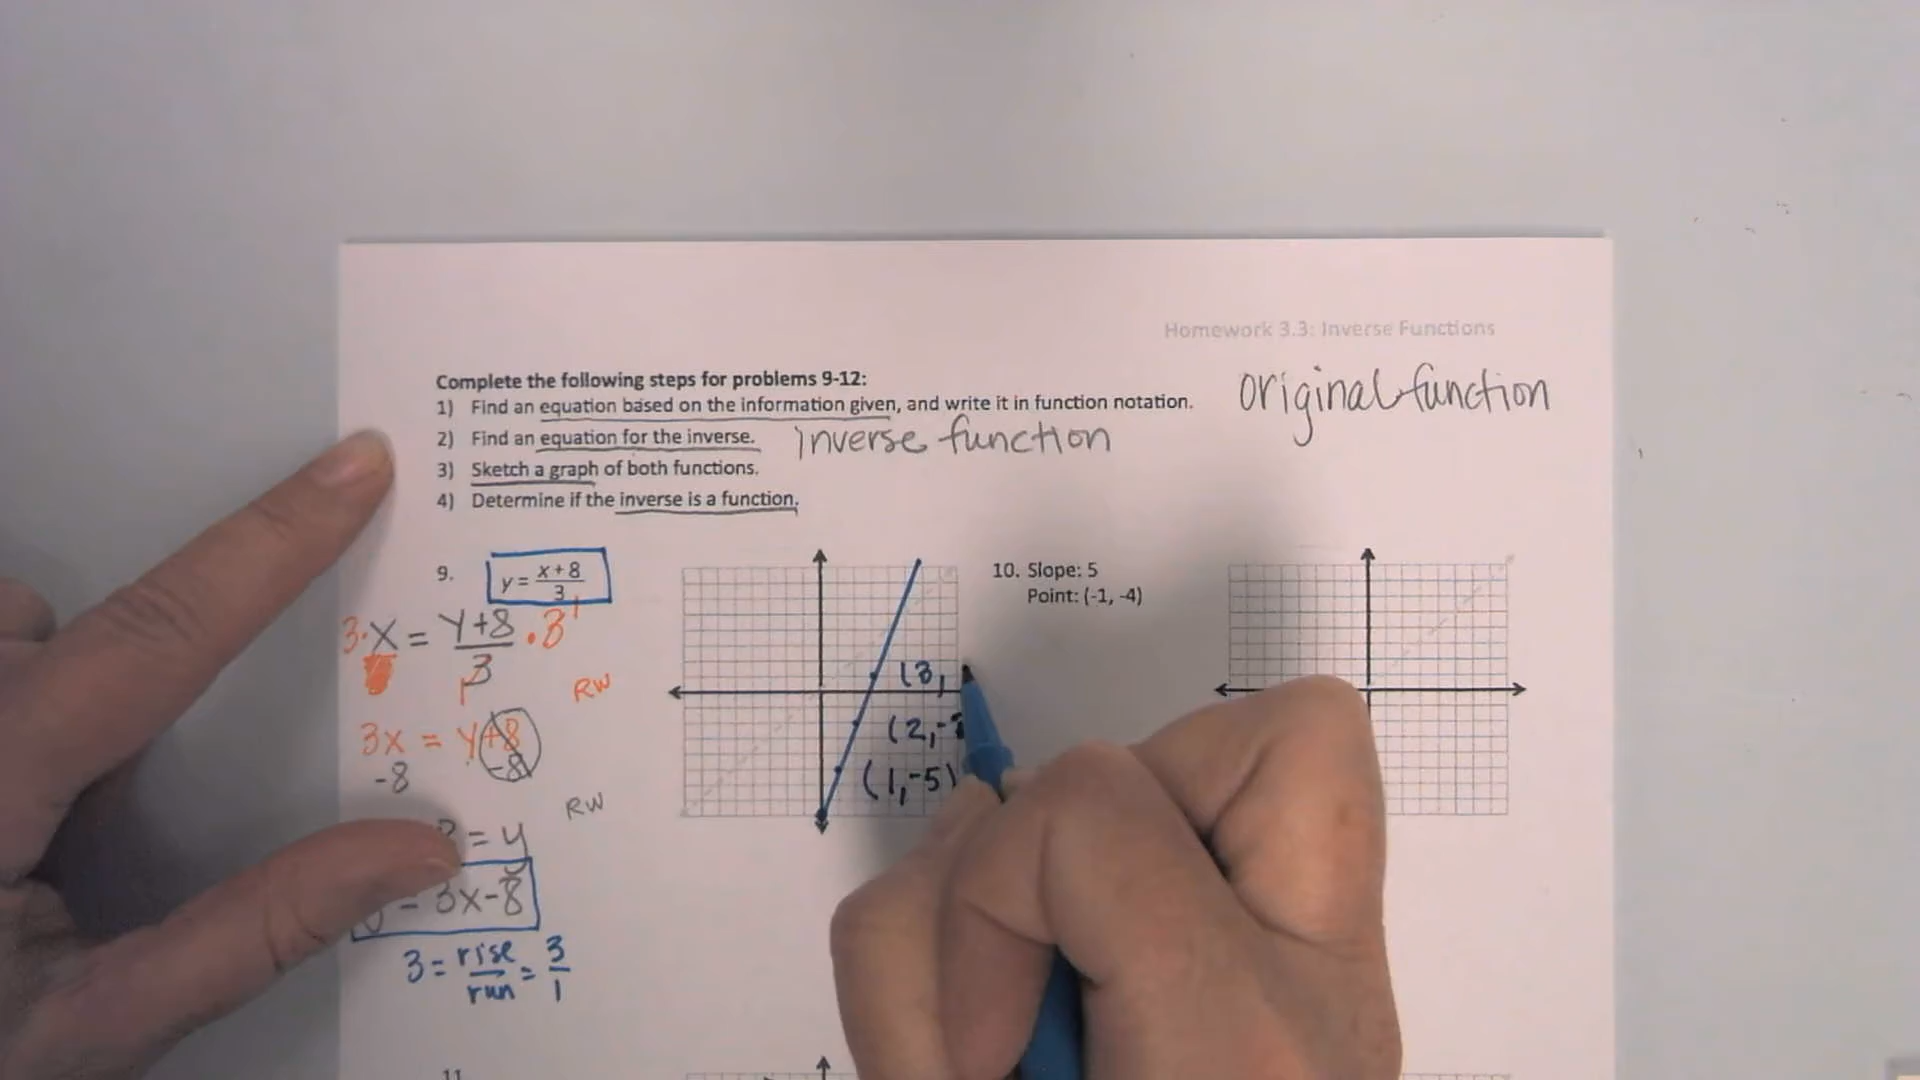 Homework 3.3: Inverse Functions
Complete the following steps for problems 9-12:
1) Find an equation based on the information given, and write it in function notation.
original function
2) Find an equation for the inverse.
inverse function
3) Sketch a graph of both functions.
4) Determine if the inverse is a function.
9. y = x + 8 / 3
3·x = y+8 / 3 · 3 1
1
RW
3x = y+8
-8 -8
RW
= y
= 3x-8
3 = rise / run = 3 / 1
(3,
(2,-
(1,-5)
10. Slope: 5
Point: (-1, -4)
11